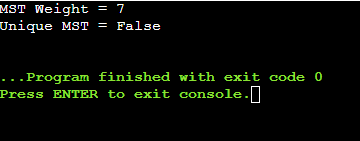 MST Weight = 7
Unique MST = False
...Program finished with exit code 0
Press ENTER to exit console.